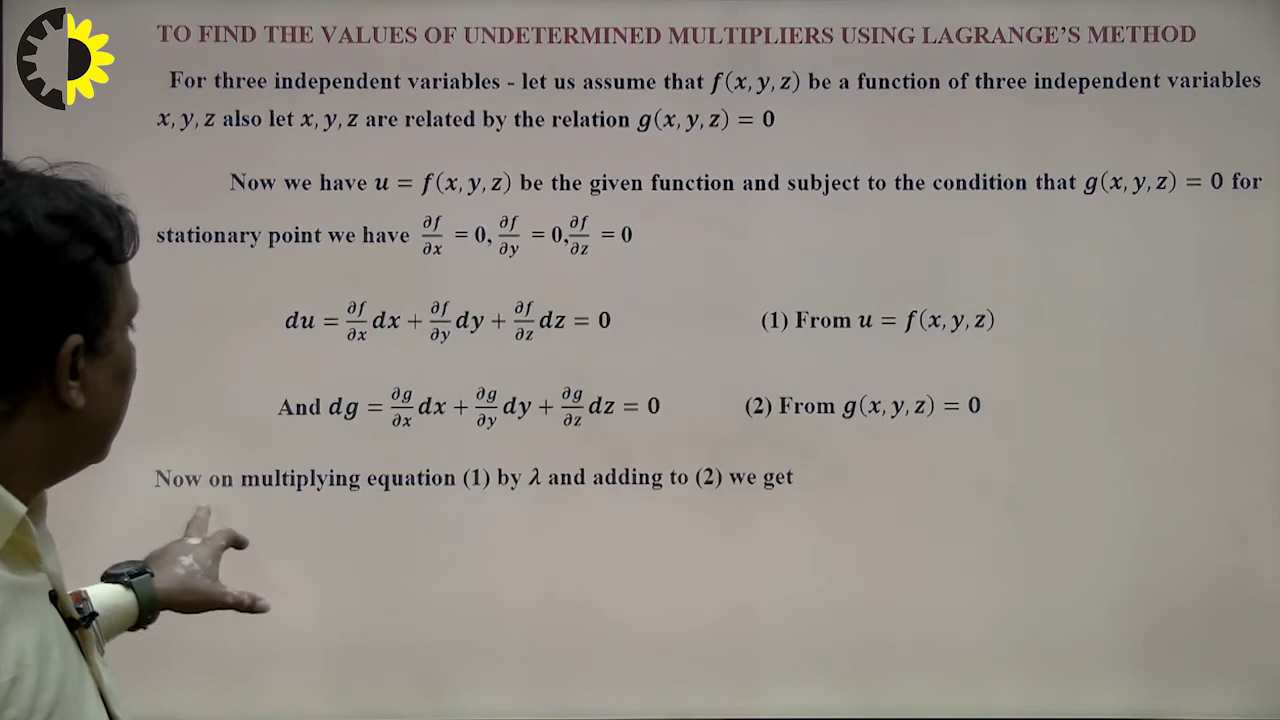 TO FIND THE VALUES OF UNDETERMINED MULTIPLIERS USING LAGRANGE'S METHOD
For three independent variables - let us assume that f(x, y, z) be a function of three independent variables
x, y, z also let x, y, z are related by the relation g(x, y, z) = 0
Now we have u = f(x, y, z) be the given function and subject to the condition that g(x, y, z) = 0 for
stationary point we have ∂f/∂x = 0, ∂f/∂y = 0, ∂f/∂z = 0
du = ∂f/∂x dx + ∂f/∂y dy + ∂f/∂z dz = 0 (1) From u = f(x, y, z)
And dg = ∂g/∂x dx + ∂g/∂y dy + ∂g/∂z dz = 0 (2) From g(x, y, z) = 0
Now on multiplying equation (1) by λ and adding to (2) we get